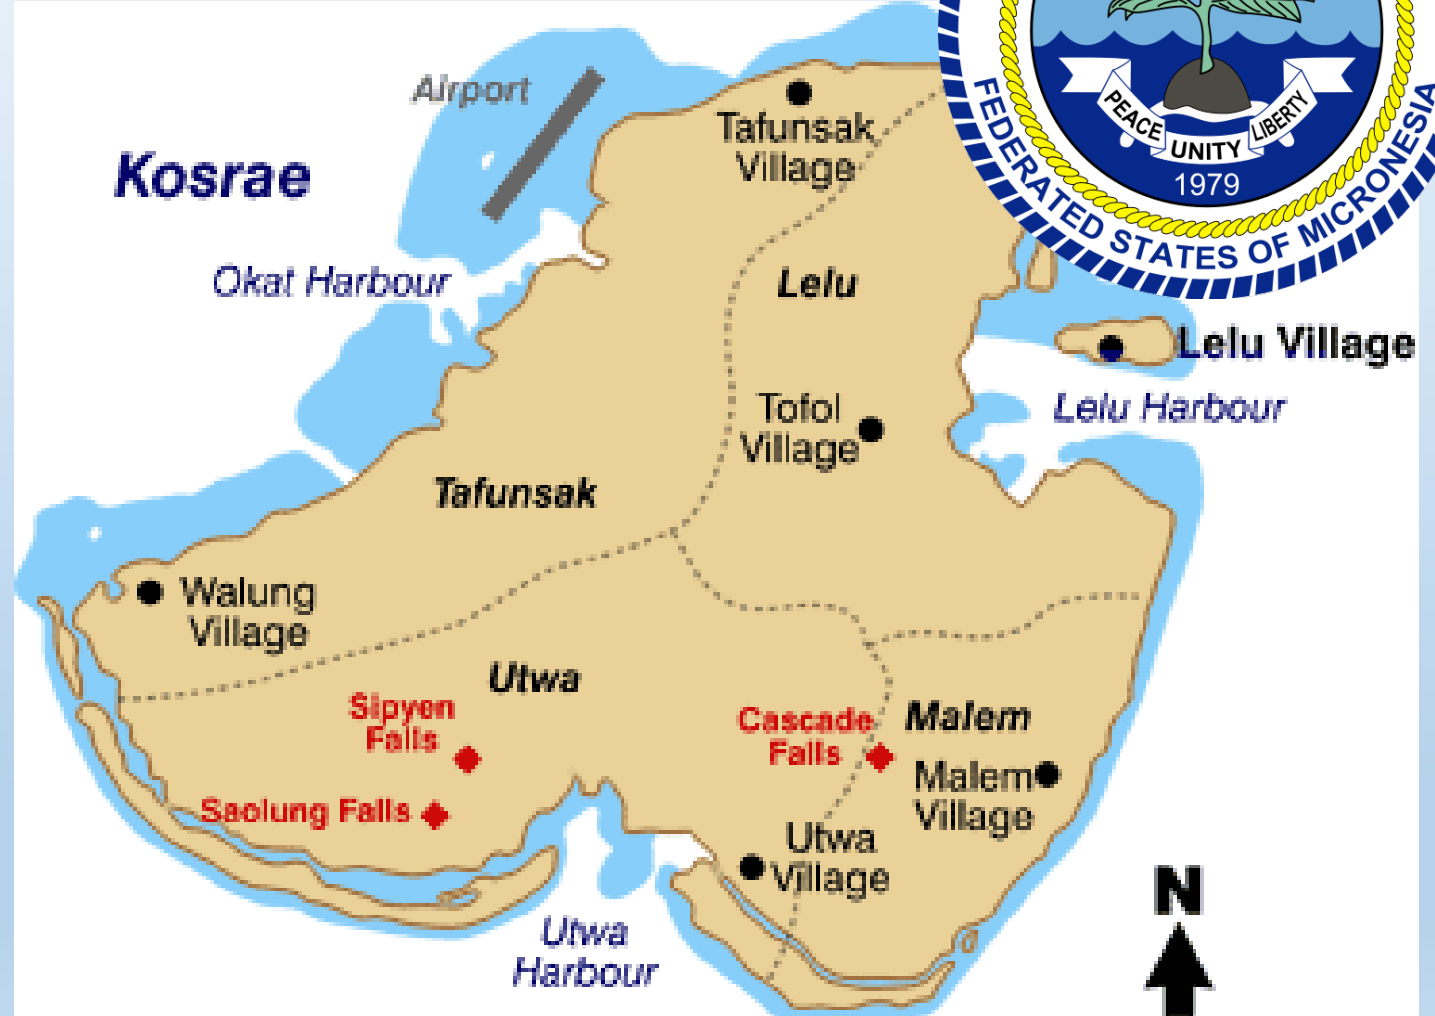 Airport
Tafunsak
Village
Kosrae
PEACE
UNITY
LIBERTY
1979
FEDERATED STATES OF MICRONESIA
Okat Harbour
Lelu
Lelu Village
Lelu Harbour
Tofol
Village
Tafunsak
Walung
Village
Utwa
Sipyen
Falls
Cascade
Falls
Malem
Malem
Village
Saolung Falls
Utwa
Village
N
Utwa
Harbour